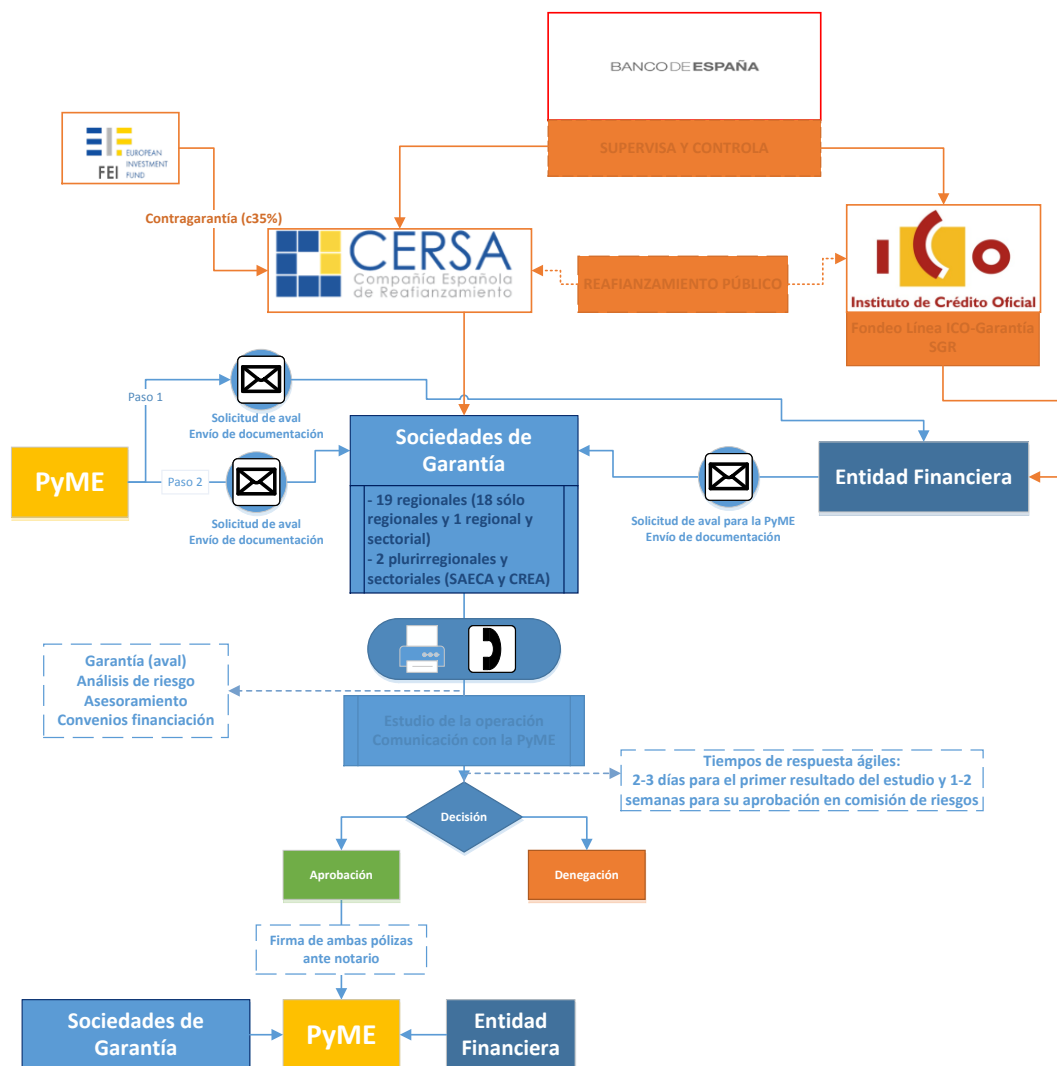 BANCO DE ESPAÑA
SUPERVISA Y CONTROLA
EUROPEAN
INVESTMENT
FUND
FEI
Contragarantía (c35%)
CERSA
Compañía Española
de Reafianzamiento
REAFIANZAMIENTO PÚBLICO
ICO
Instituto de Crédito Oficial
Fondeo Línea ICO-Garantía
SGR
Paso 1
Solicitud de aval
Envío de documentación
PyME
Paso 2
Solicitud de aval
Envío de documentación
Sociedades de
Garantía
- 19 regionales (18 sólo
regionales y 1 regional y
sectorial)
- 2 plurirregionales y
sectoriales (SAECA y CREA)
Solicitud de aval para la PyME
Envío de documentación
Entidad Financiera
Garantía (aval)
Análisis de riesgo
Asesoramiento
Convenios financiación
Estudio de la operación
Comunicación con la PyME
Tiempos de respuesta ágiles:
2-3 días para el primer resultado del estudio y 1-2
semanas para su aprobación en comisión de riesgos
Decisión
Aprobación
Denegación
Firma de ambas pólizas
ante notario
Sociedades de
Garantía
PyME
Entidad
Financiera